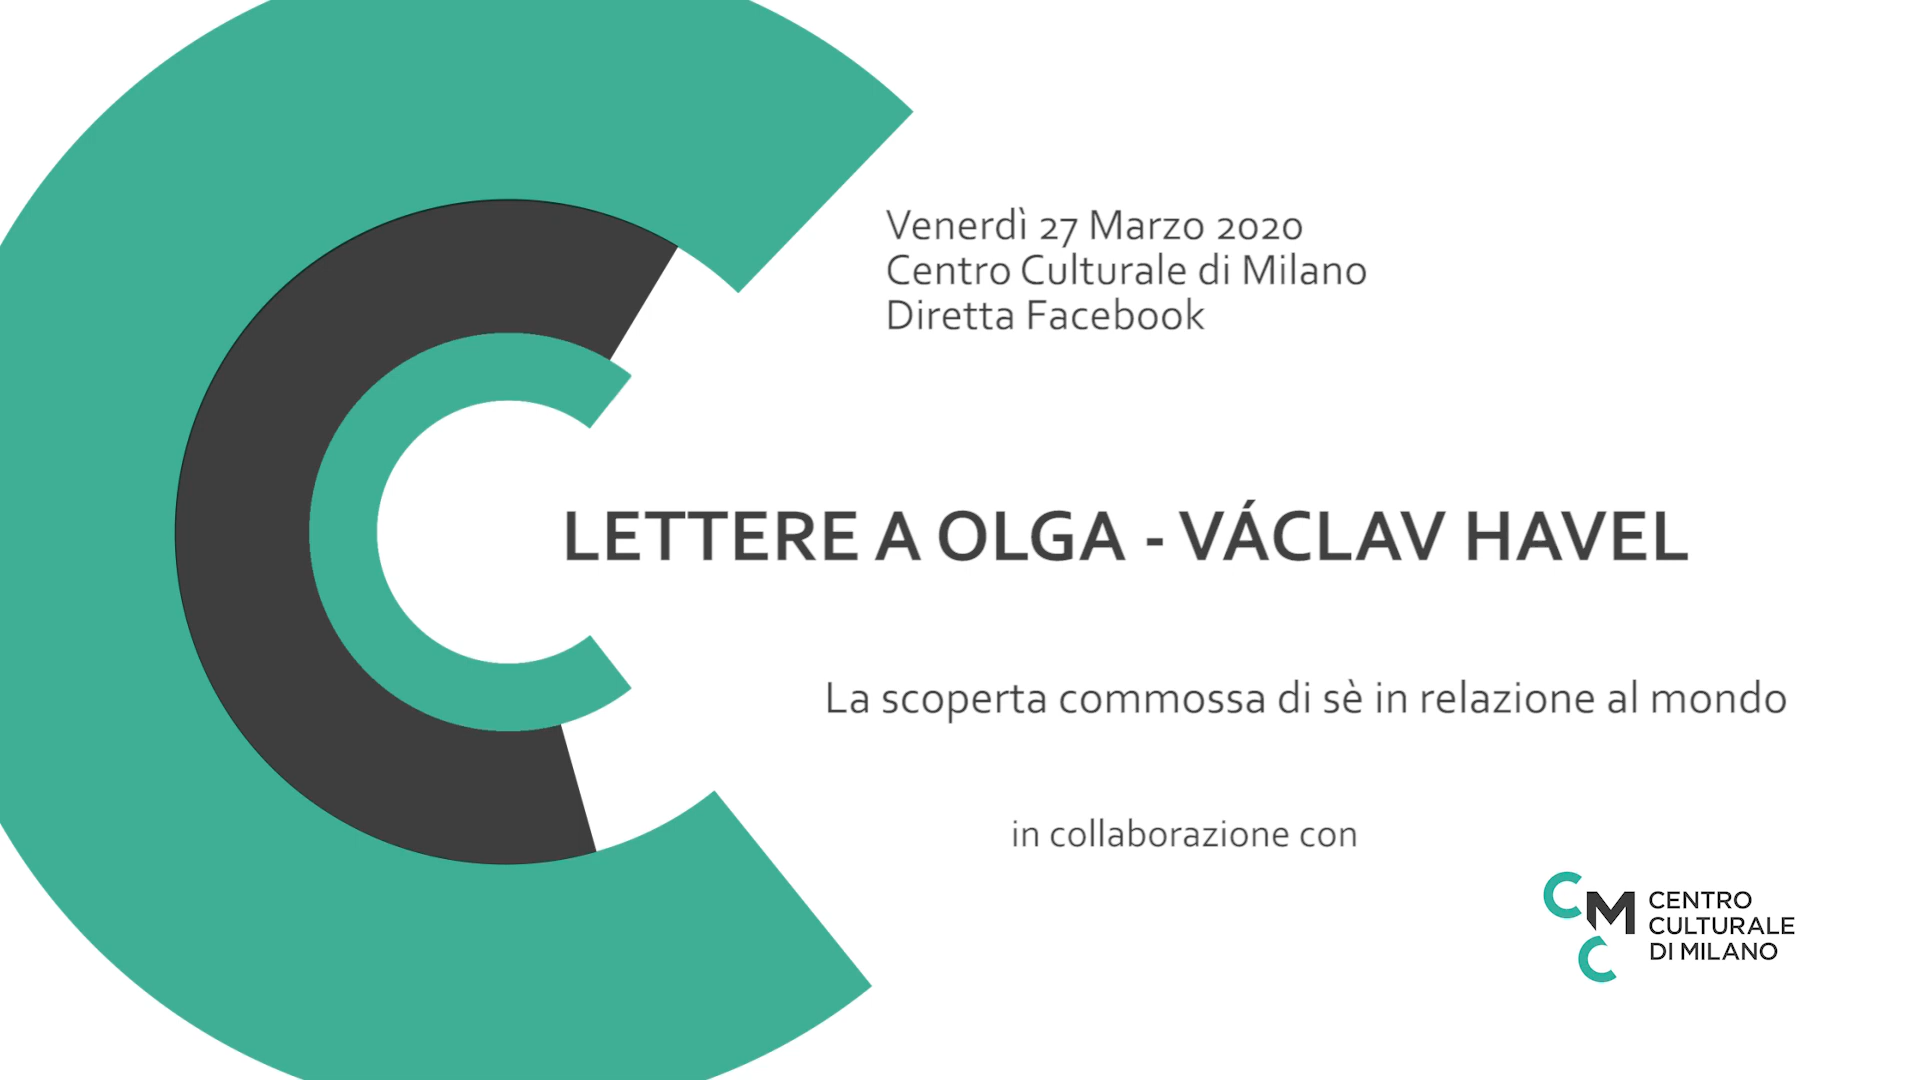 Venerdì 27 Marzo 2020
Centro Culturale di Milano
Diretta Facebook
LETTERE A OLGA - VÁCLAV HAVEL
La scoperta commossa di sè in relazione al mondo
in collaborazione con
CMC
CENTRO
CULTURALE
DI MILANO